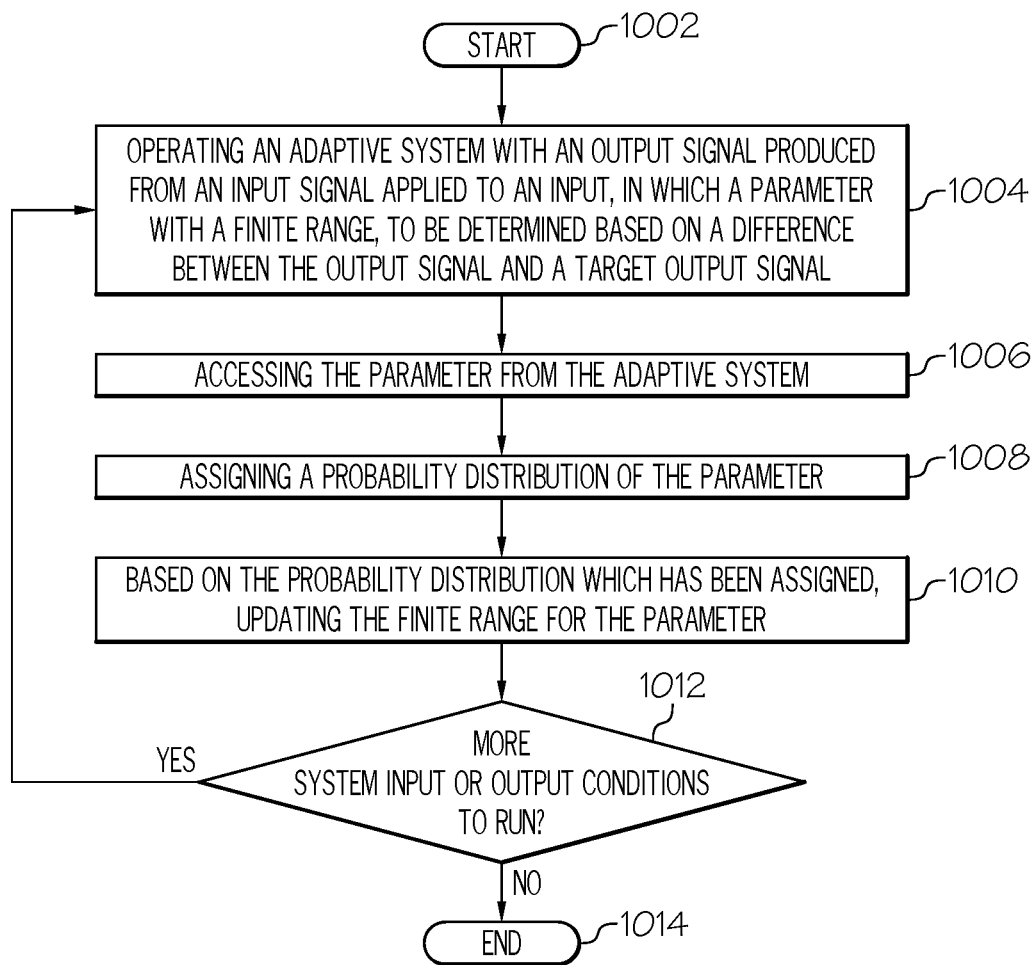 START
1002
OPERATING AN ADAPTIVE SYSTEM WITH AN OUTPUT SIGNAL PRODUCED
FROM AN INPUT SIGNAL APPLIED TO AN INPUT, IN WHICH A PARAMETER
WITH A FINITE RANGE, TO BE DETERMINED BASED ON A DIFFERENCE
BETWEEN THE OUTPUT SIGNAL AND A TARGET OUTPUT SIGNAL
1004
ACCESSING THE PARAMETER FROM THE ADAPTIVE SYSTEM
1006
ASSIGNING A PROBABILITY DISTRIBUTION OF THE PARAMETER
1008
BASED ON THE PROBABILITY DISTRIBUTION WHICH HAS BEEN ASSIGNED,
UPDATING THE FINITE RANGE FOR THE PARAMETER
1010
1012
YES
MORE
SYSTEM INPUT OR OUTPUT CONDITIONS
TO RUN?
NO
END
1014